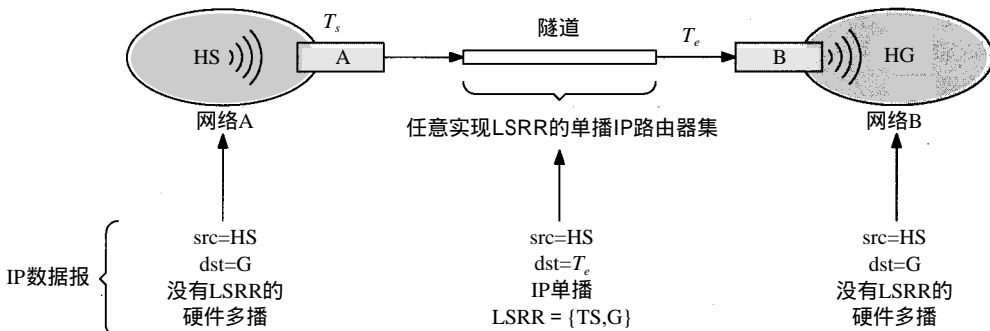 T_s
隧道
T_e
HS
A
B
HG
网络A
任意实现LSRR的单播IP路由器集
网络B
IP数据报
src=HS
dst=G
没有LSRR的
硬件多播
src=HS
dst=T_e
IP单播
LSRR = {TS,G}
src=HS
dst=G
没有LSRR的
硬件多播